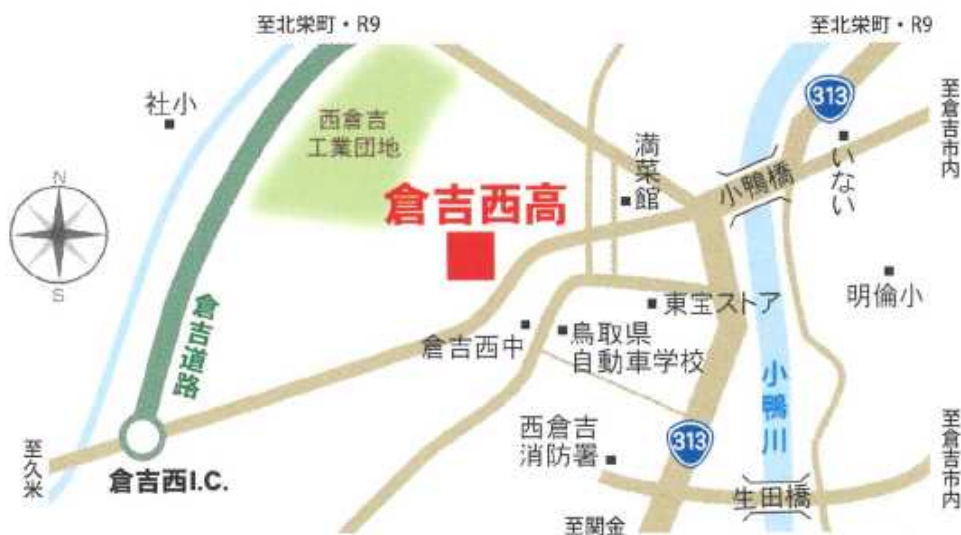 至北栄町・R9
至北栄町・R9
社小
西倉吉
工業団地
313
至倉吉市内
満菜館
いない
小鴨橋
倉吉西高
N
S
明倫小
東宝ストア
倉吉道路
倉吉西中
鳥取県
自動車学校
小鴨川
西倉吉
消防署
313
至倉吉市内
至久米
倉吉西I.C.
生田橋
至関金